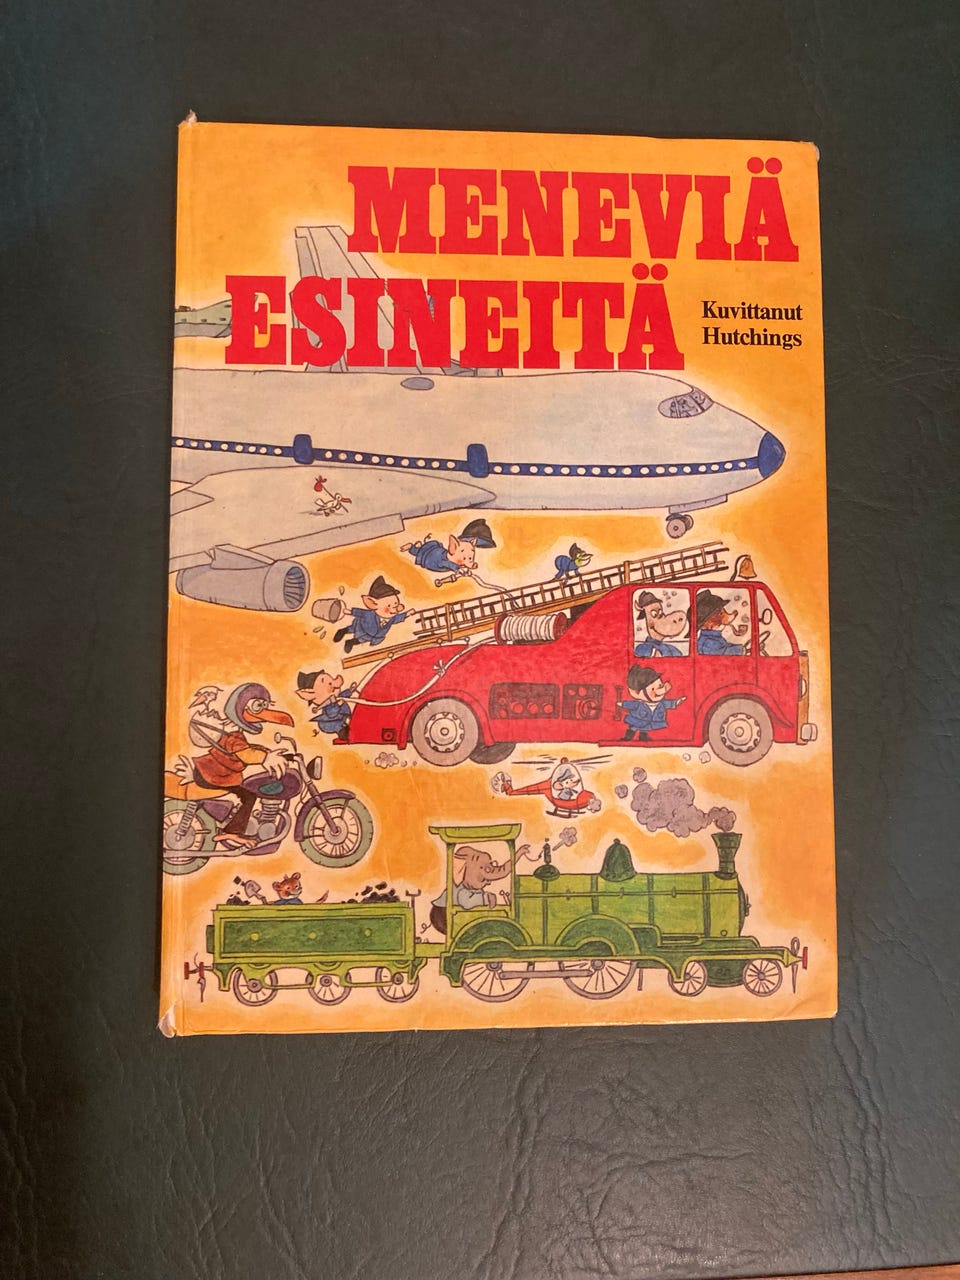 MENEVIÄ
ESINEITÄ
Kuvittanut
Hutchings